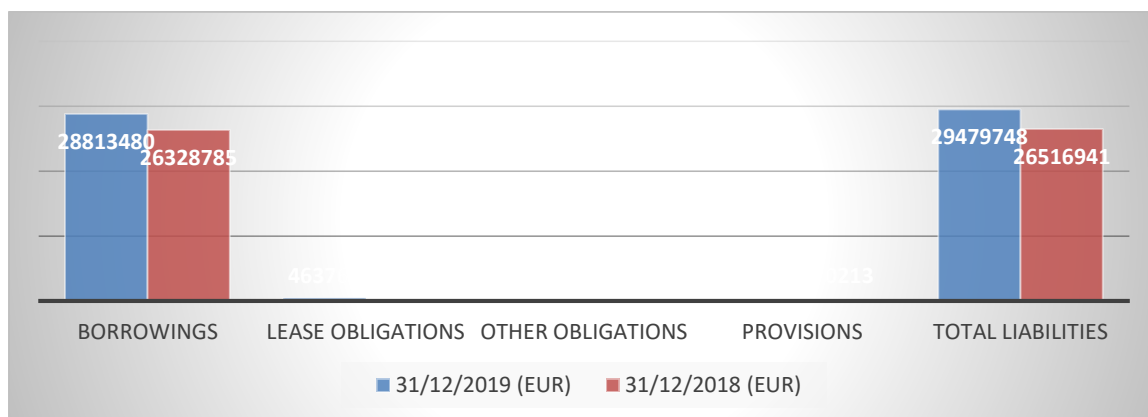 28813480
26328785
29479748
26516941
BORROWINGS
LEASE OBLIGATIONS
OTHER OBLIGATIONS
PROVISIONS
TOTAL LIABILITIES
31/12/2019 (EUR)
31/12/2018 (EUR)